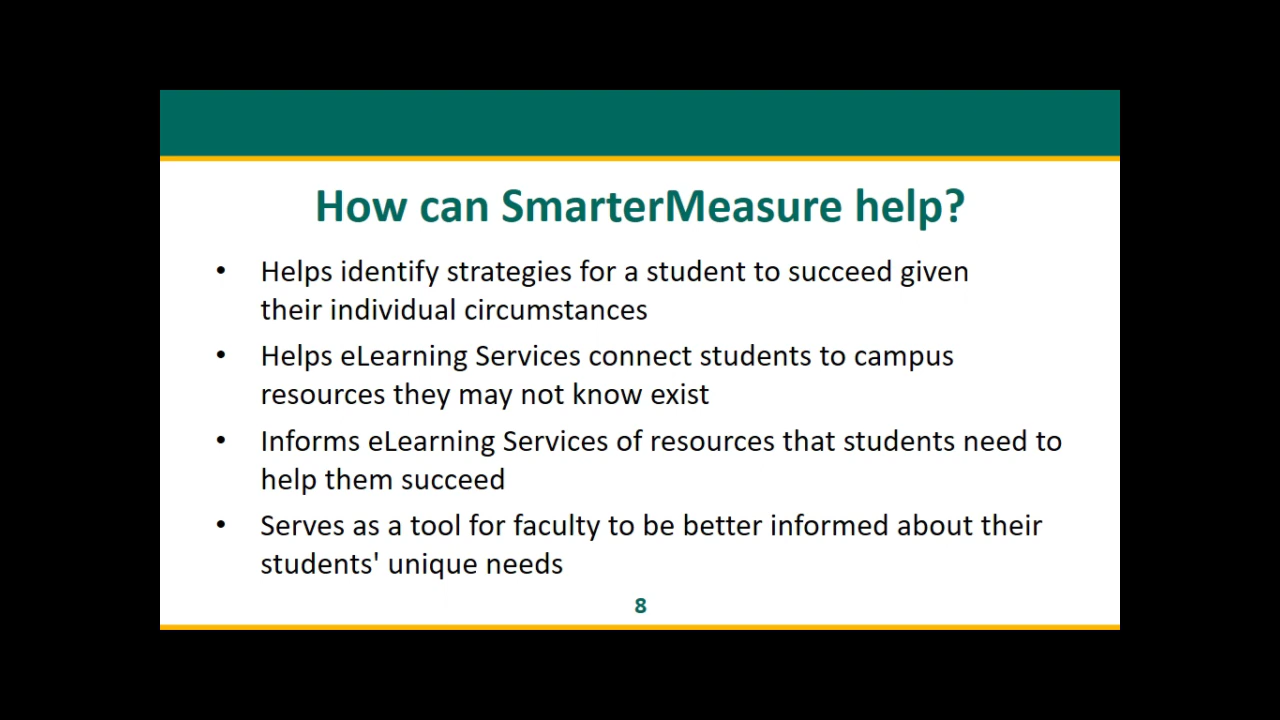 How can SmarterMeasure help?
• Helps identify strategies for a student to succeed given
their individual circumstances
• Helps eLearning Services connect students to campus
resources they may not know exist
• Informs eLearning Services of resources that students need to
help them succeed
• Serves as a tool for faculty to be better informed about their
students' unique needs
8